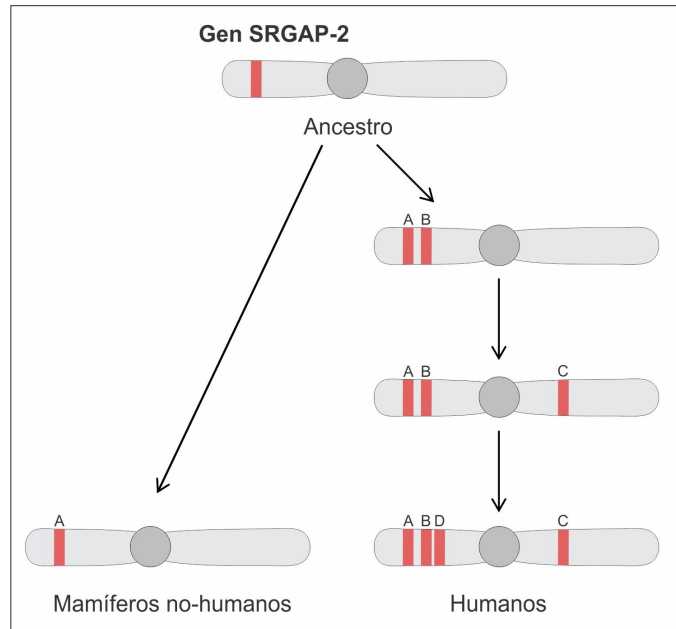 Gen SRGAP-2
Ancestro
A B
A B C
A B D C
A
Mamíferos no-humanos
Humanos